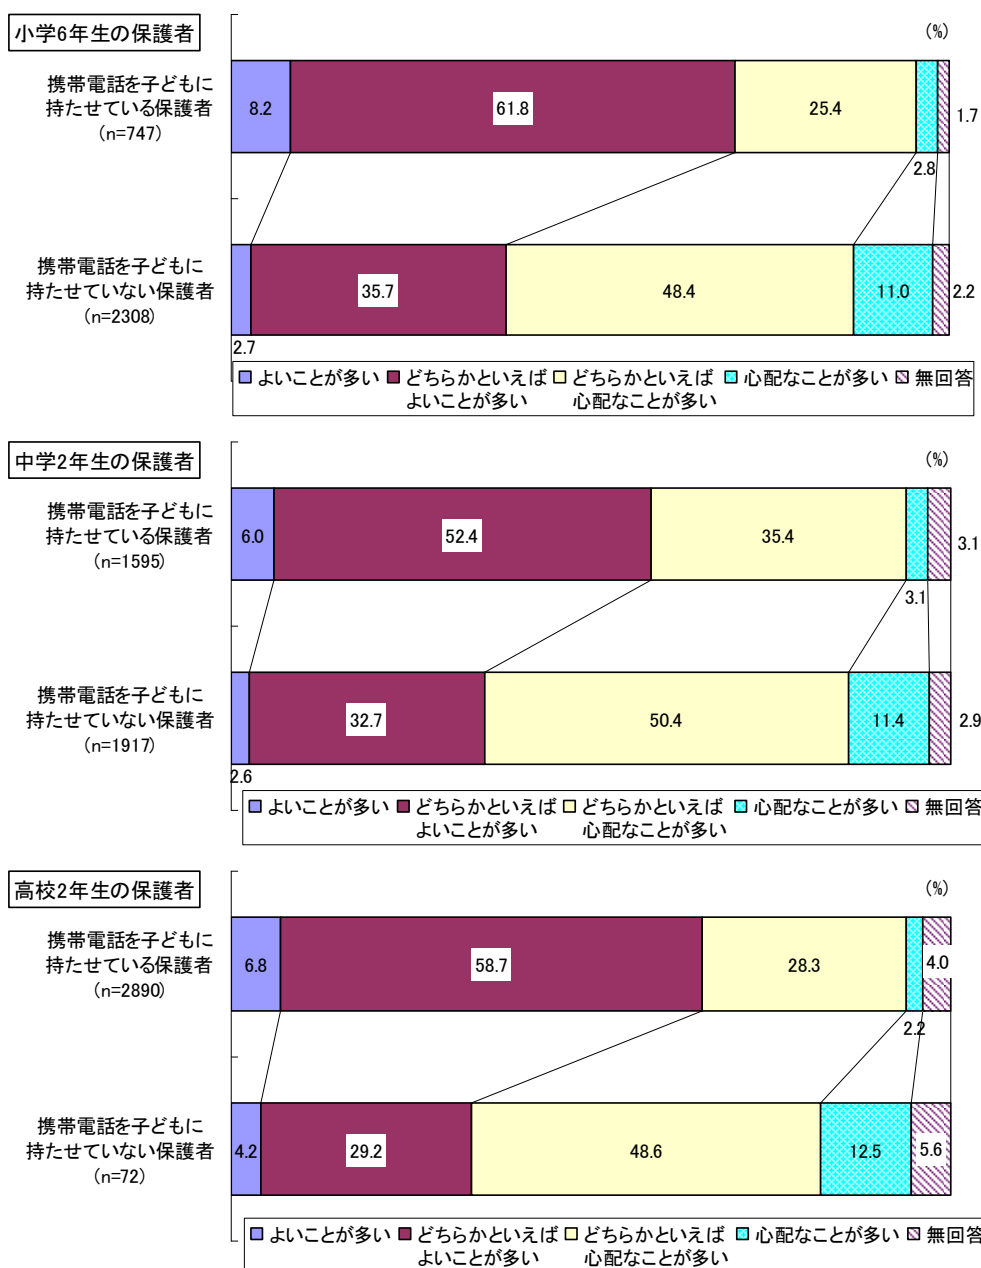 小学6年生の保護者
(%)
携帯電話を子どもに
持たせている保護者
(n=747)
8.2
61.8
25.4
2.8
1.7
携帯電話を子どもに
持たせていない保護者
(n=2308)
2.7
35.7
48.4
11.0
2.2
よいことが多い どちらかといえば どちらかといえば 心配なことが多い 無回答
よいことが多い 心配なことが多い
中学2年生の保護者
(%)
携帯電話を子どもに
持たせている保護者
(n=1595)
6.0
52.4
35.4
3.1
3.1
携帯電話を子どもに
持たせていない保護者
(n=1917)
2.6
32.7
50.4
11.4
2.9
よいことが多い どちらかといえば どちらかといえば 心配なことが多い 無回答
よいことが多い 心配なことが多い
高校2年生の保護者
(%)
携帯電話を子どもに
持たせている保護者
(n=2890)
6.8
58.7
28.3
2.2
4.0
携帯電話を子どもに
持たせていない保護者
(n=72)
4.2
29.2
48.6
12.5
5.6
よいことが多い どちらかといえば どちらかといえば 心配なことが多い 無回答
よいことが多い 心配なことが多い